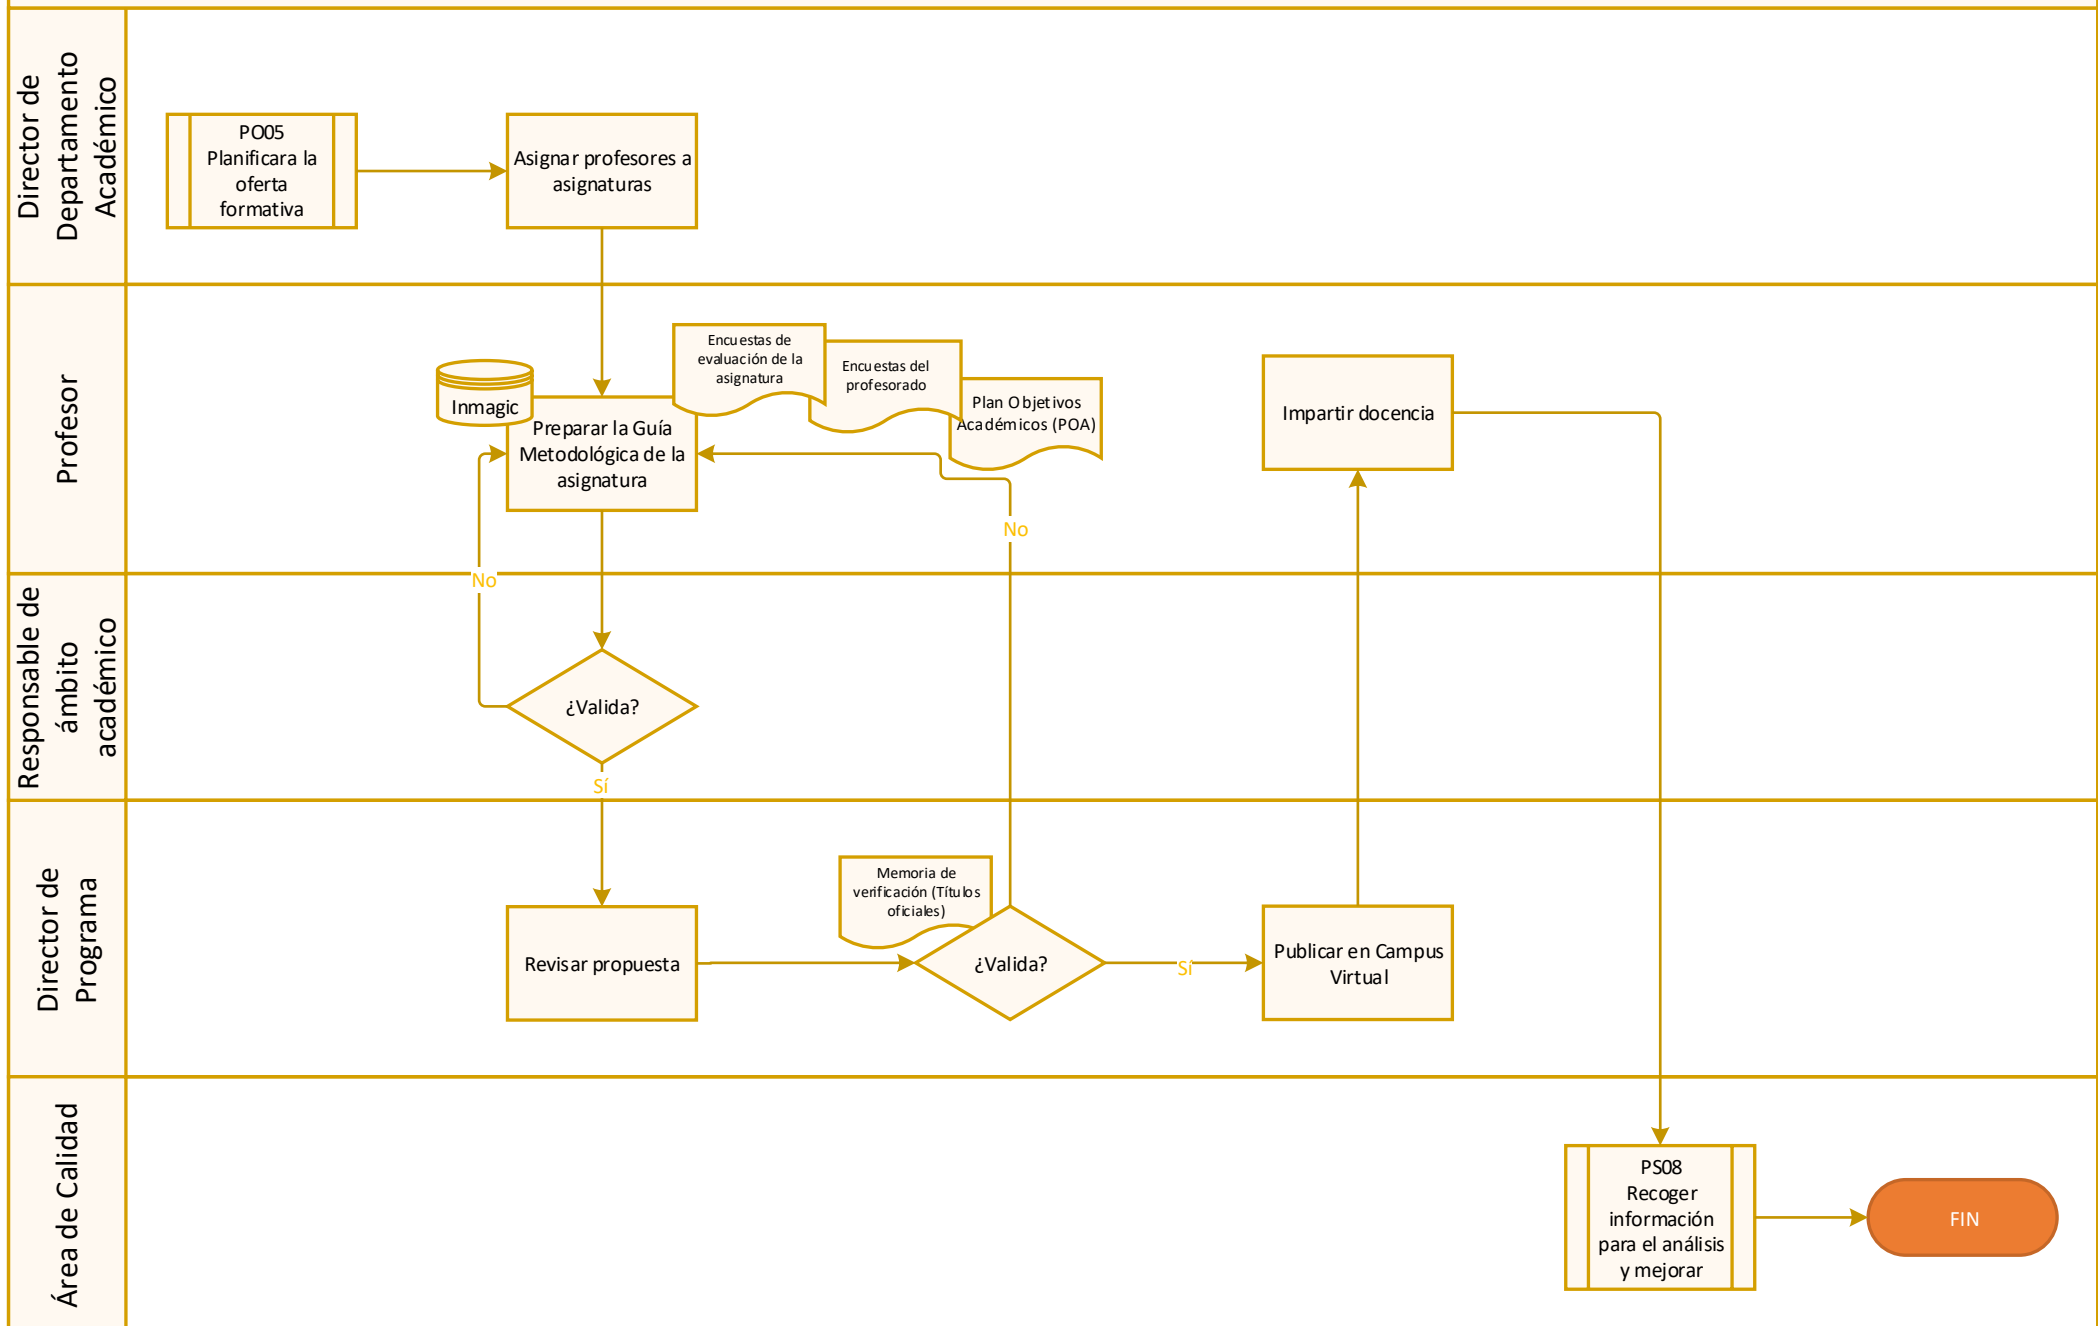 Director de
Departamento
Académico
PO05
Planificara la
oferta
formativa
Asignar profesores a
asignaturas
Profesor
Inmagic
Encuestas de
evaluación de la
asignatura
Encuestas del
profesorado
Plan Objetivos
Académicos (POA)
Preparar la Guía
Metodológica de la
asignatura
Impartir docencia
No
No
Responsable de
ámbito
académico
¿Valida?
Sí
Director de
Programa
Revisar propuesta
Memoria de
verificación (Títulos
oficiales)
¿Valida?
Sí
Publicar en Campus
Virtual
Área de Calidad
PS08
Recoger
información
para el análisis
y mejorar
FIN